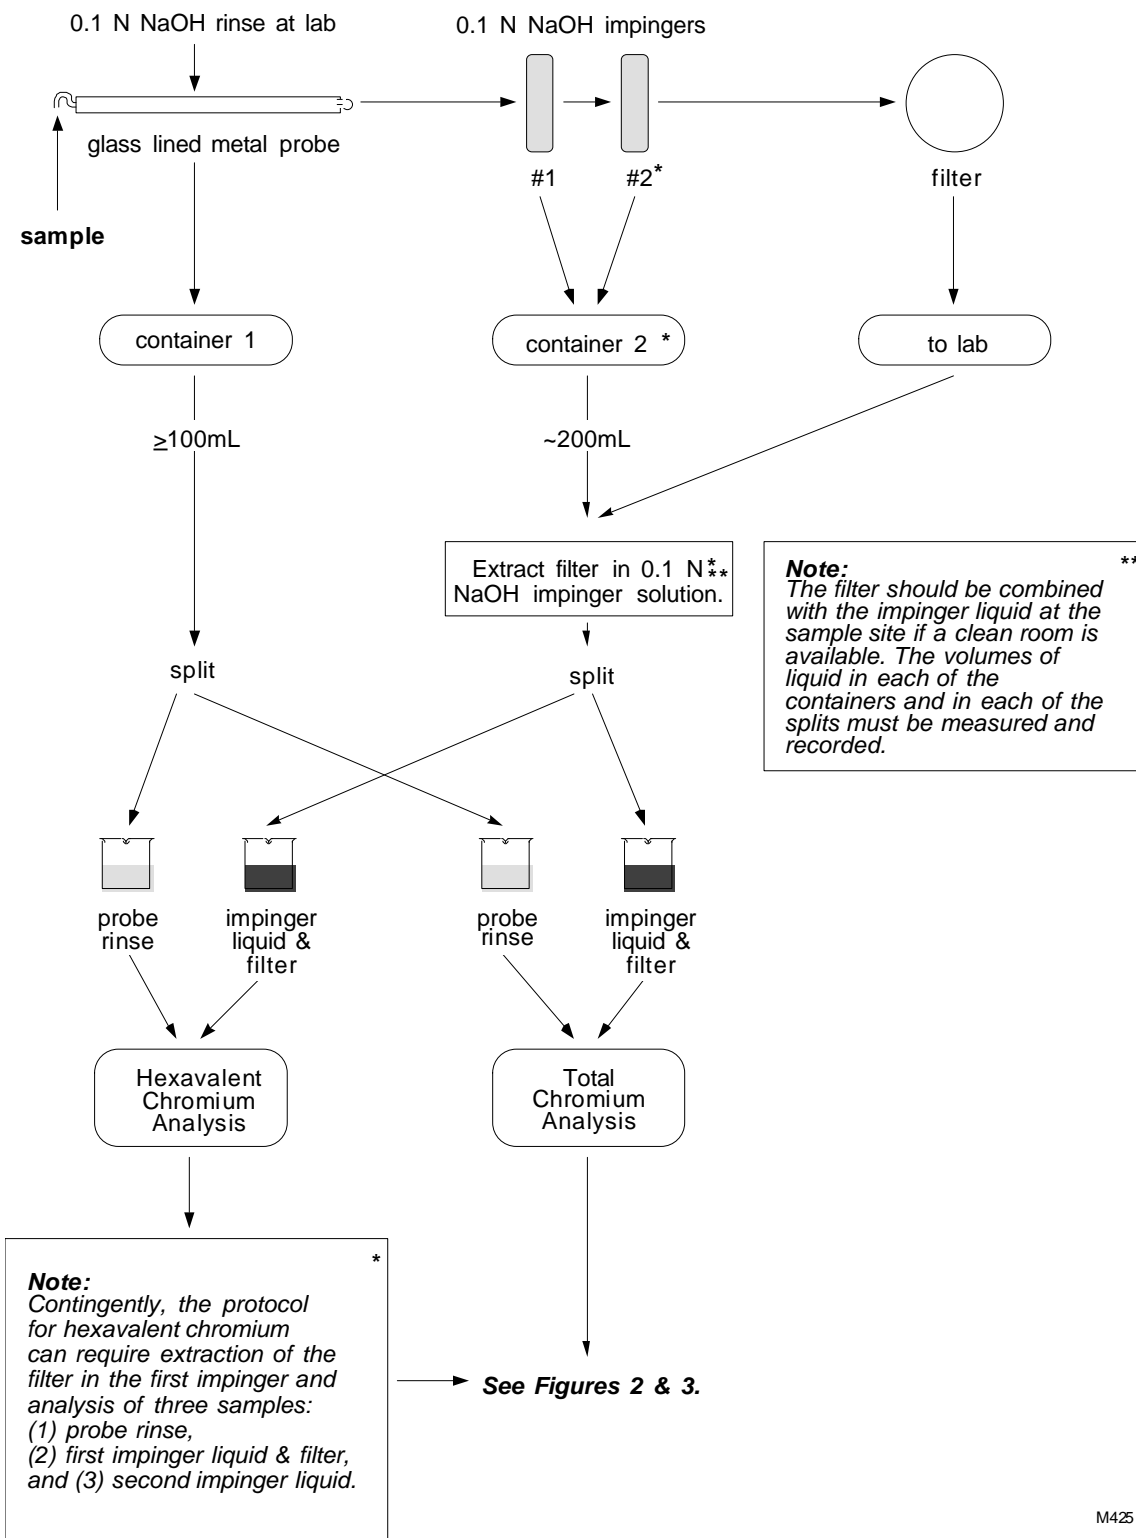 0.1 N NaOH rinse at lab
0.1 N NaOH impingers
glass lined metal probe
#1
#2*
filter
sample
container 1
container 2 *
to lab
≥100mL
~200mL
Extract filter in 0.1 N***
NaOH impinger solution.
**
Note:
The filter should be combined
with the impinger liquid at the
sample site if a clean room is
available. The volumes of
liquid in each of the
containers and in each of the
splits must be measured and
recorded.
split
split
probe
rinse
impinger
liquid &
filter
probe
rinse
impinger
liquid &
filter
Hexavalent
Chromium
Analysis
Total
Chromium
Analysis
*
Note:
Contingently, the protocol
for hexavalent chromium
can require extraction of the
filter in the first impinger and
analysis of three samples:
(1) probe rinse,
(2) first impinger liquid & filter,
and (3) second impinger liquid.
See Figures 2 & 3.
M425